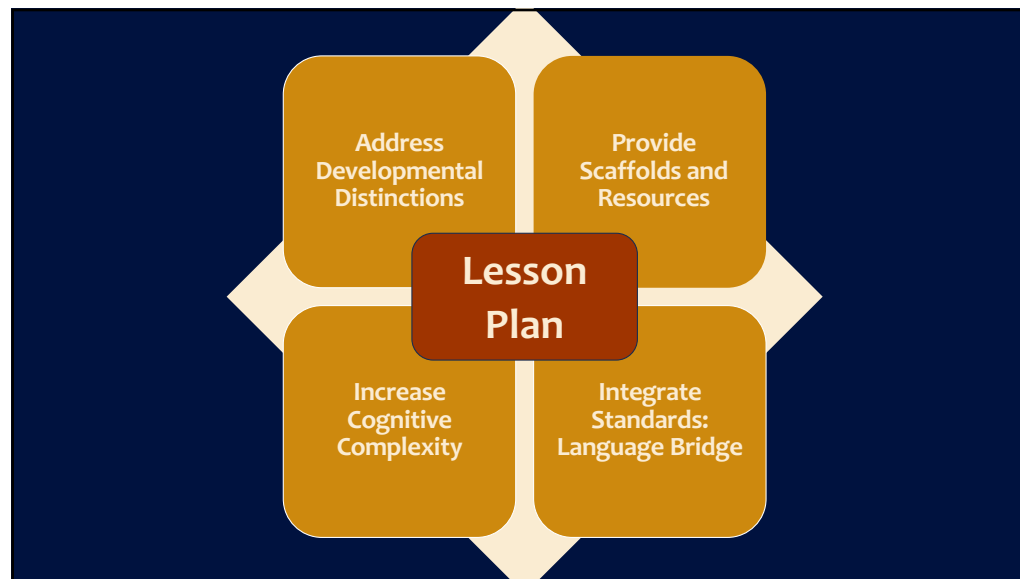 Address
Developmental
Distinctions
Provide
Scaffolds and
Resources
Lesson
Plan
Increase
Cognitive
Complexity
Integrate
Standards:
Language Bridge